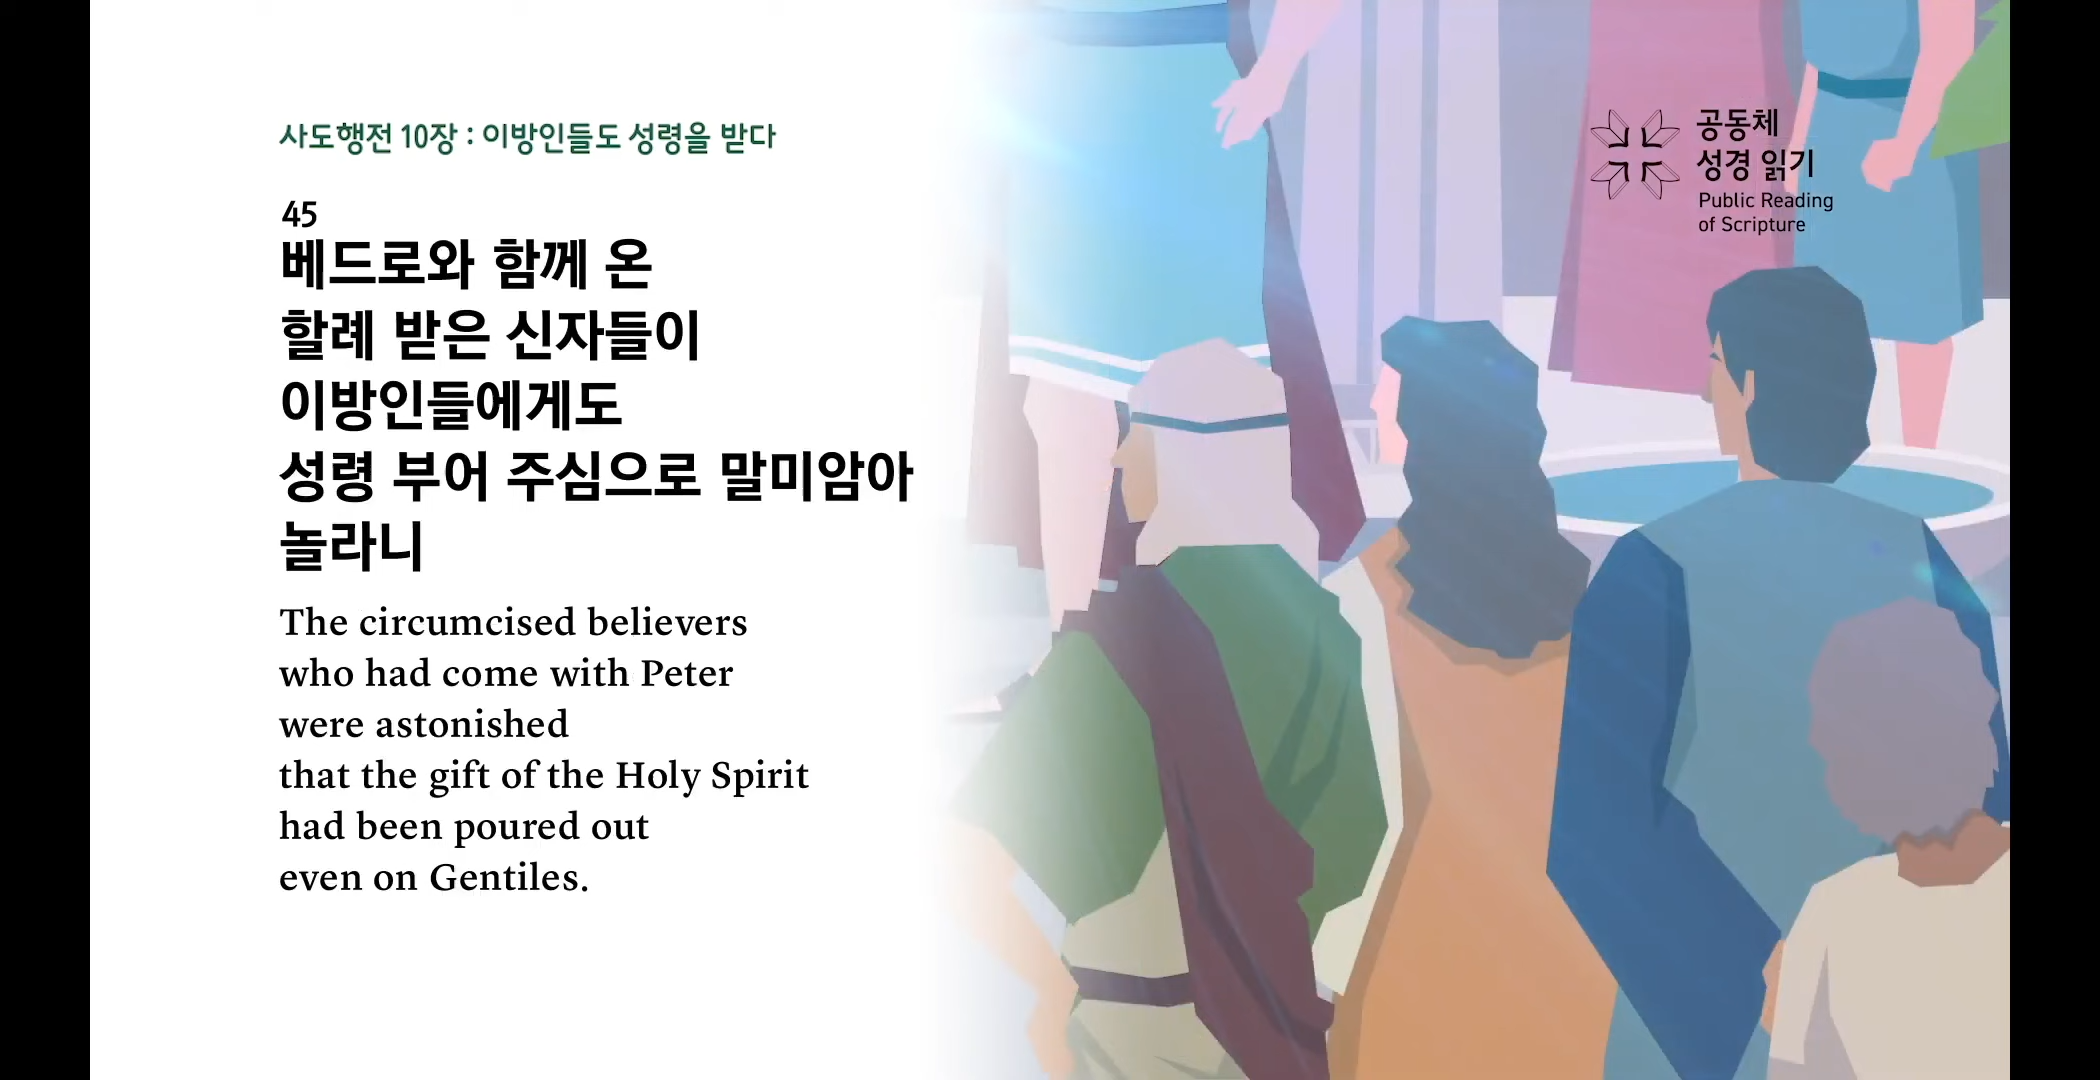 사도행전 10장 : 이방인들도 성령을 받다
45
베드로와 함께 온
할례 받은 신자들이
이방인들에게도
성령 부어 주심으로 말미암아
놀라니
The circumcised believers
who had come with Peter
were astonished
that the gift of the Holy Spirit
had been poured out
even on Gentiles.
공동체
성경 읽기
Public Reading
of Scripture